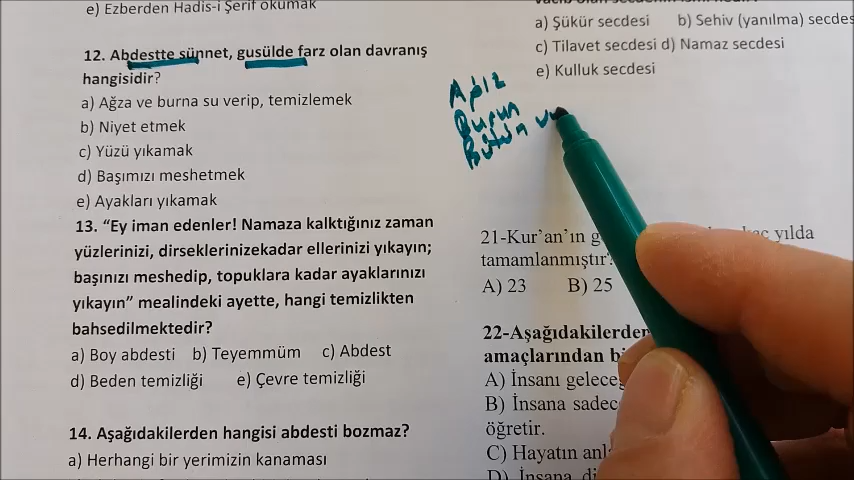 e) Ezberden Hadis-i Şerif okumak
12. Abdestte sünnet, gusülde farz olan davranış
hangisidir?
a) Ağza ve burna su verip, temizlemek
b) Niyet etmek
c) Yüzü yıkamak
d) Başımızı meshetmek
e) Ayakları yıkamak
13. “Ey iman edenler! Namaza kalktığınız zaman
yüzlerinizi, dirseklerinizekadar ellerinizi yıkayın;
başınızı meshedip, topuklara kadar ayaklarınızı
yıkayın” mealindeki ayette, hangi temizlikten
bahsedilmektedir?
a) Boy abdesti b) Teyemmüm c) Abdest
d) Beden temizliği e) Çevre temizliği
14. Aşağıdakilerden hangisi abdesti bozmaz?
a) Herhangi bir yerimizin kanaması
a) Şükür secdesi b) Sehiv (yanılma) secdes
c) Tilavet secdesi d) Namaz secdesi
e) Kulluk secdesi
Ağız
Burun
Bütün
21-Kur’an’ın yılda
tamamlanmıştır
A) 23 B) 25
22-Aşağıdakilerden
amaçlarından
A) İnsanı
B) İnsana
öğretir.
C) Hayatın
D) İnsana